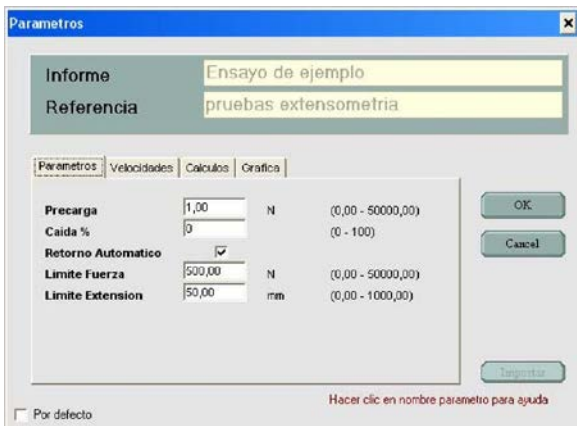 Parametros
Informe Ensayo de ejemplo
Referencia pruebas extensometria
Parametros Velocidades Calculos Grafica
Precarga 1,00 N (0,00 - 50000,00)
Caida % 0 (0 - 100)
Retorno Automatico
Limite Fuerza 500,00 N (0,00 - 50000,00)
Limite Extension 50,00 mm (0,00 - 1000,00)
OK
Cancel
Importar
Hacer clic en nombre parametro para ayuda
Por defecto